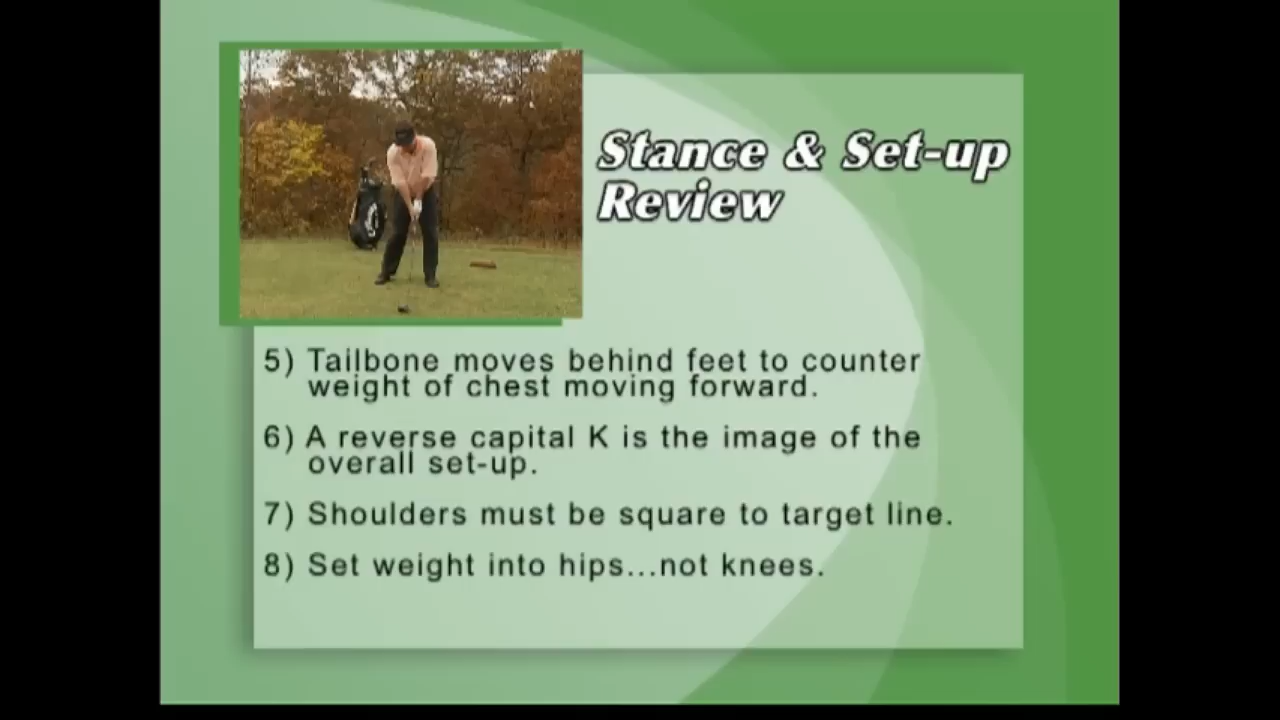 Stance & Set-up
Review
5) Tailbone moves behind feet to counter
weight of chest moving forward.
6) A reverse capital K is the image of the
overall set-up.
7) Shoulders must be square to target line.
8) Set weight into hips...not knees.